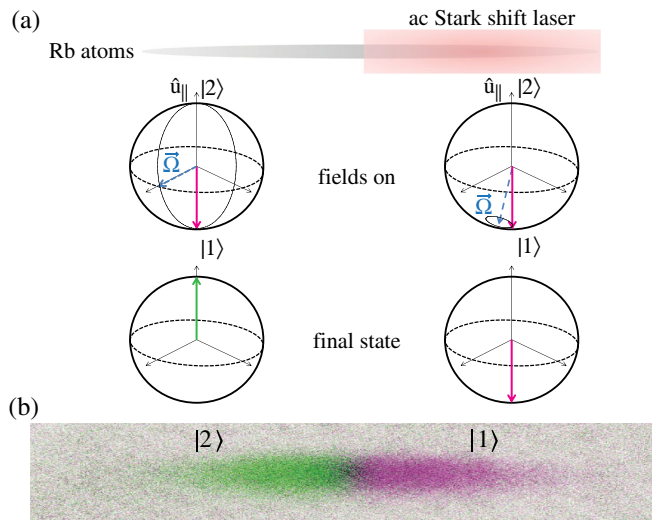 (a)
ac Stark shift laser
Rb atoms
û∥ |2⟩
û∥ |2⟩
Ω⃗
fields on
Ω⃗
|1⟩
|1⟩
final state
(b)
|2⟩
|1⟩